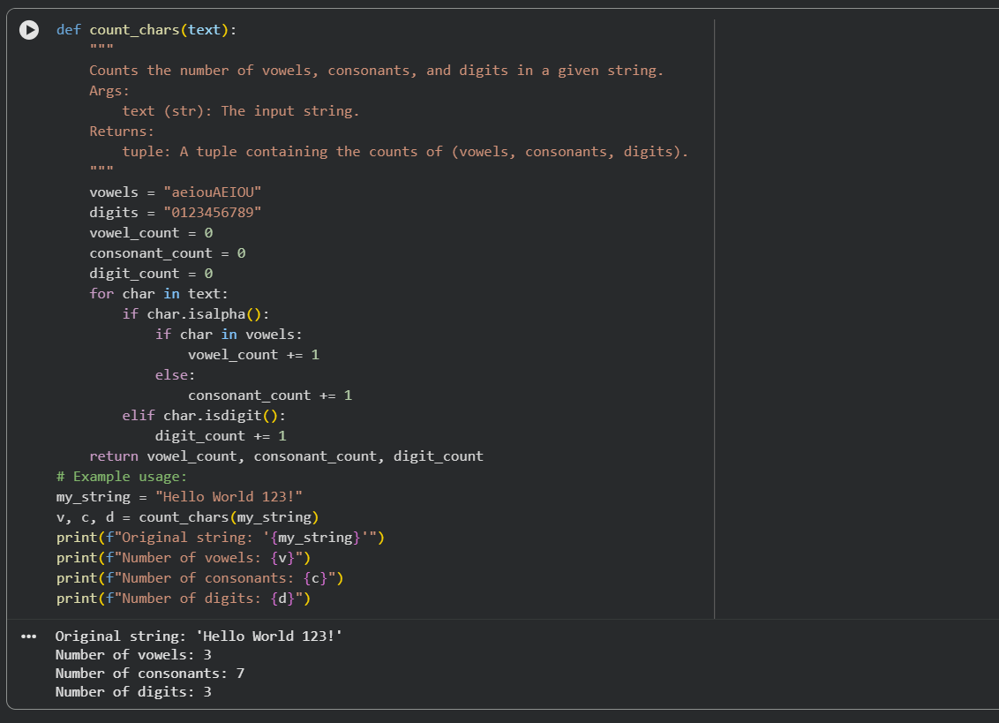 def count_chars(text):
    """
    Counts the number of vowels, consonants, and digits in a given string.
    Args:
        text (str): The input string.
    Returns:
        tuple: A tuple containing the counts of (vowels, consonants, digits).
    """
    vowels = "aeiouAEIOU"
    digits = "0123456789"
    vowel_count = 0
    consonant_count = 0
    digit_count = 0
    for char in text:
        if char.isalpha():
            if char in vowels:
                vowel_count += 1
            else:
                consonant_count += 1
        elif char.isdigit():
            digit_count += 1
    return vowel_count, consonant_count, digit_count
# Example usage:
my_string = "Hello World 123!"
v, c, d = count_chars(my_string)
print(f"Original string: '{my_string}'")
print(f"Number of vowels: {v}")
print(f"Number of consonants: {c}")
print(f"Number of digits: {d}")
Original string: 'Hello World 123!'
Number of vowels: 3
Number of consonants: 7
Number of digits: 3